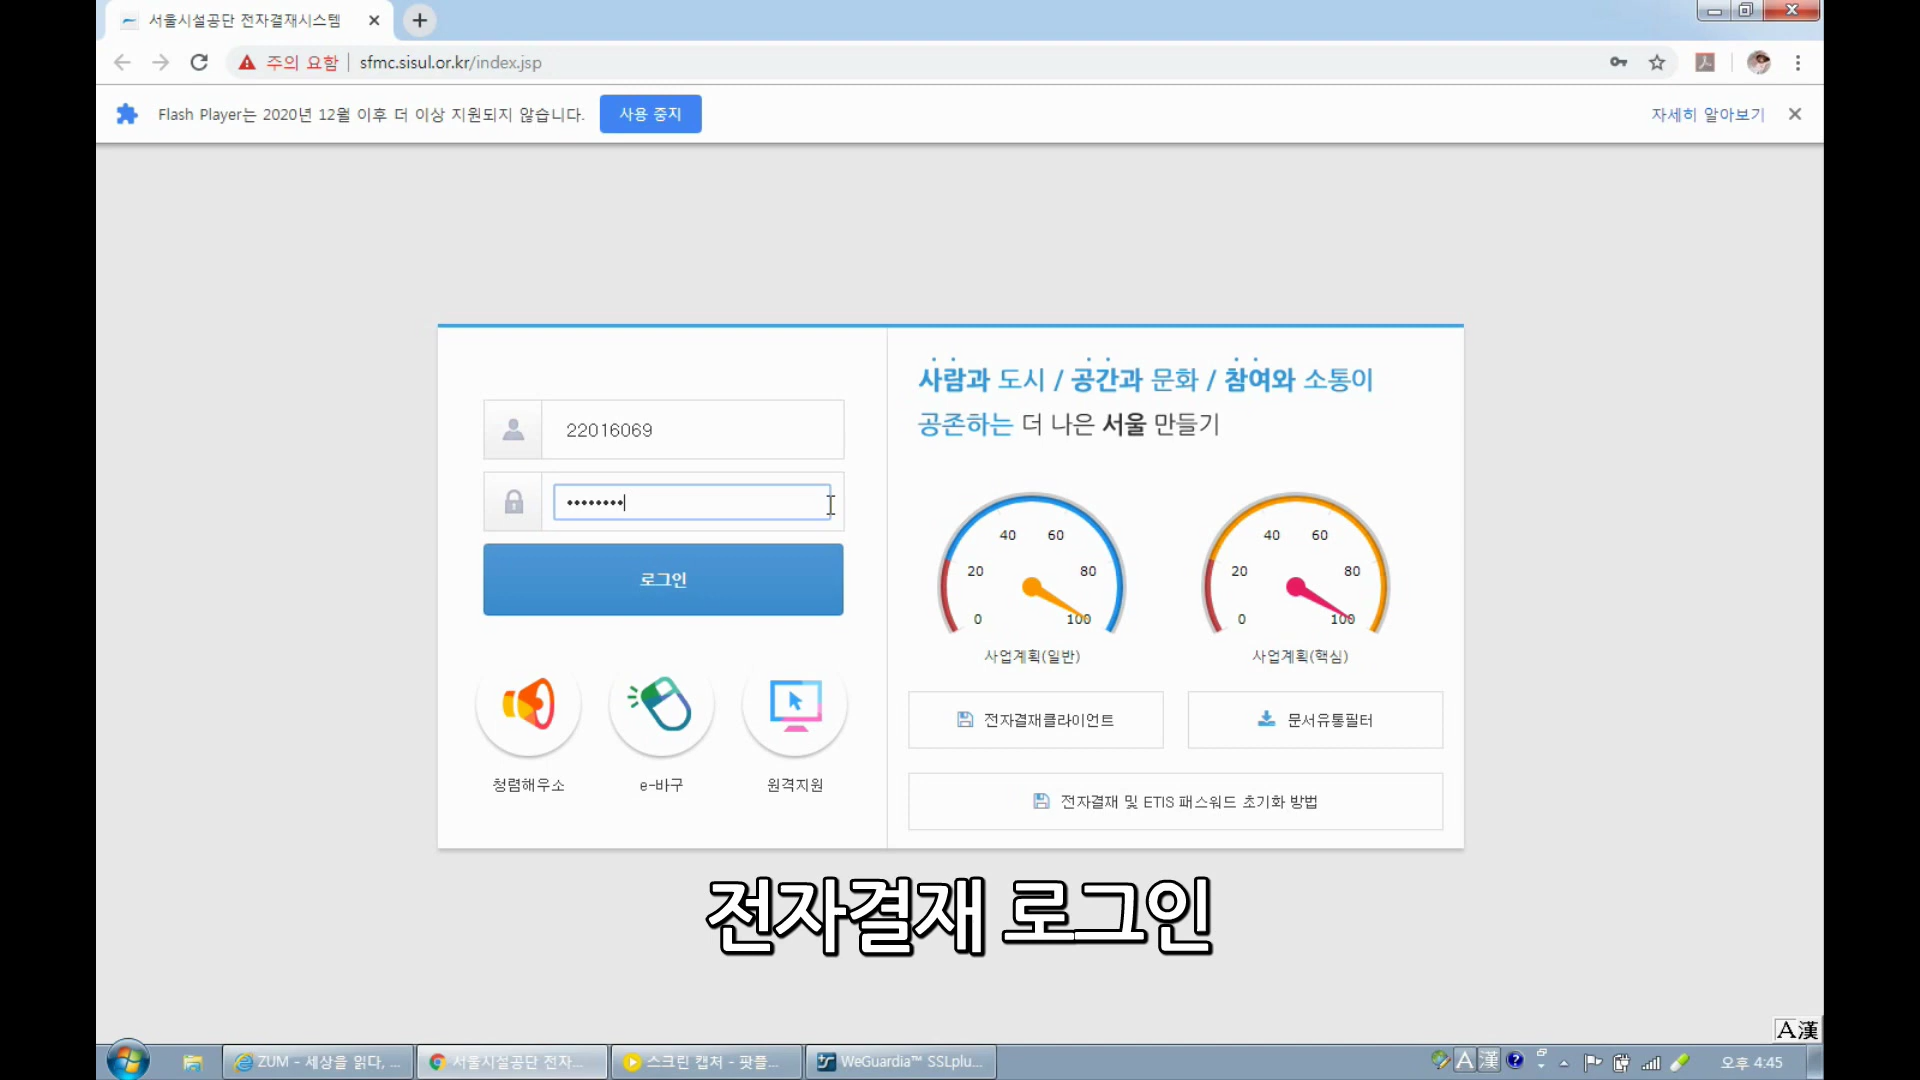 서울시설공단 전자결재시스템
주의 요함 | sfmc.sisul.or.kr/index.jsp
Flash Player는 2020년 12월 이후 더 이상 지원되지 않습니다. 사용 중지 자세히 알아보기
사람과 도시 / 공간과 문화 / 참여와 소통이
공존하는 더 나은 서울 만들기
22016069
••••••••
로그인
40 60
20 80
0 100
사업계획(일반)
40 60
20 80
0 100
사업계획(핵심)
전자결재클라이언트 문서유통필터
청렴해우소 e-바구 원격지원
전자결재 및 ETIS 패스워드 초기화 방법
전자결재 로그인
A漢
ZUM - 세상을 읽다, ... 서울시설공단 전자... 스크린 캡처 - 팟플... WeGuardia™ SSLplu... A 漢 오후 4:45